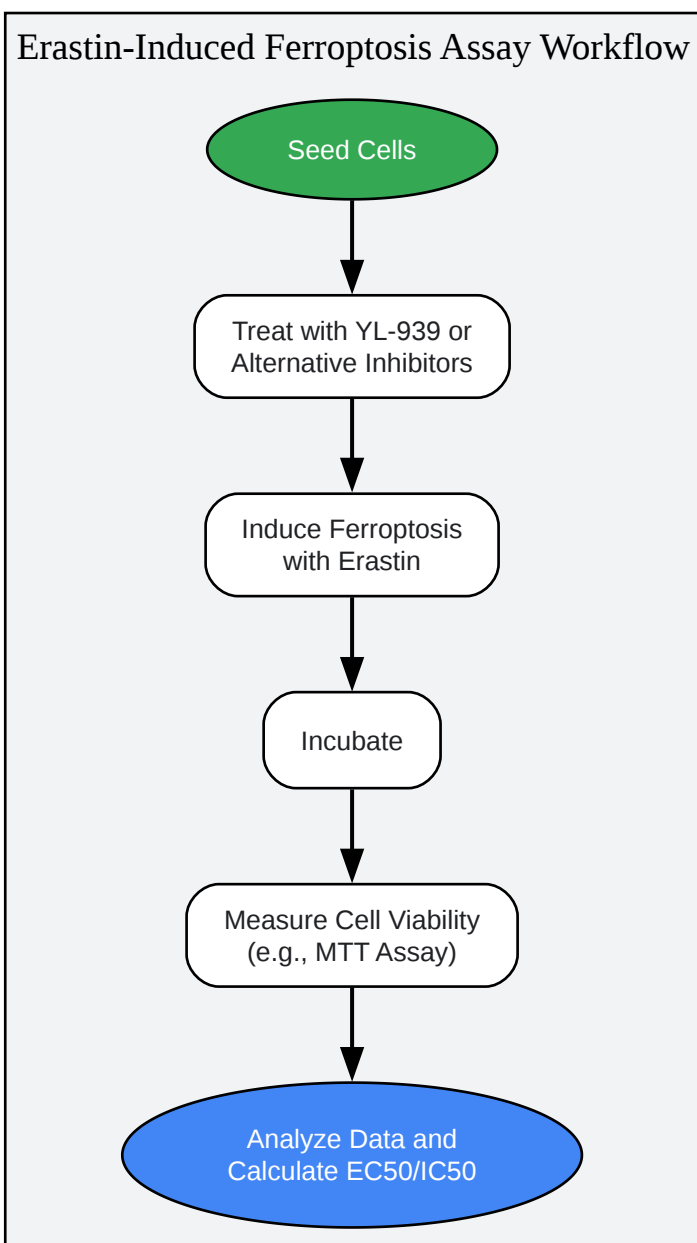 Erastin-Induced Ferroptosis Assay Workflow
Seed Cells
Treat with YL-939 or
Alternative Inhibitors
Induce Ferroptosis
with Erastin
Incubate
Measure Cell Viability
(e.g., MTT Assay)
Analyze Data and
Calculate EC50/IC50